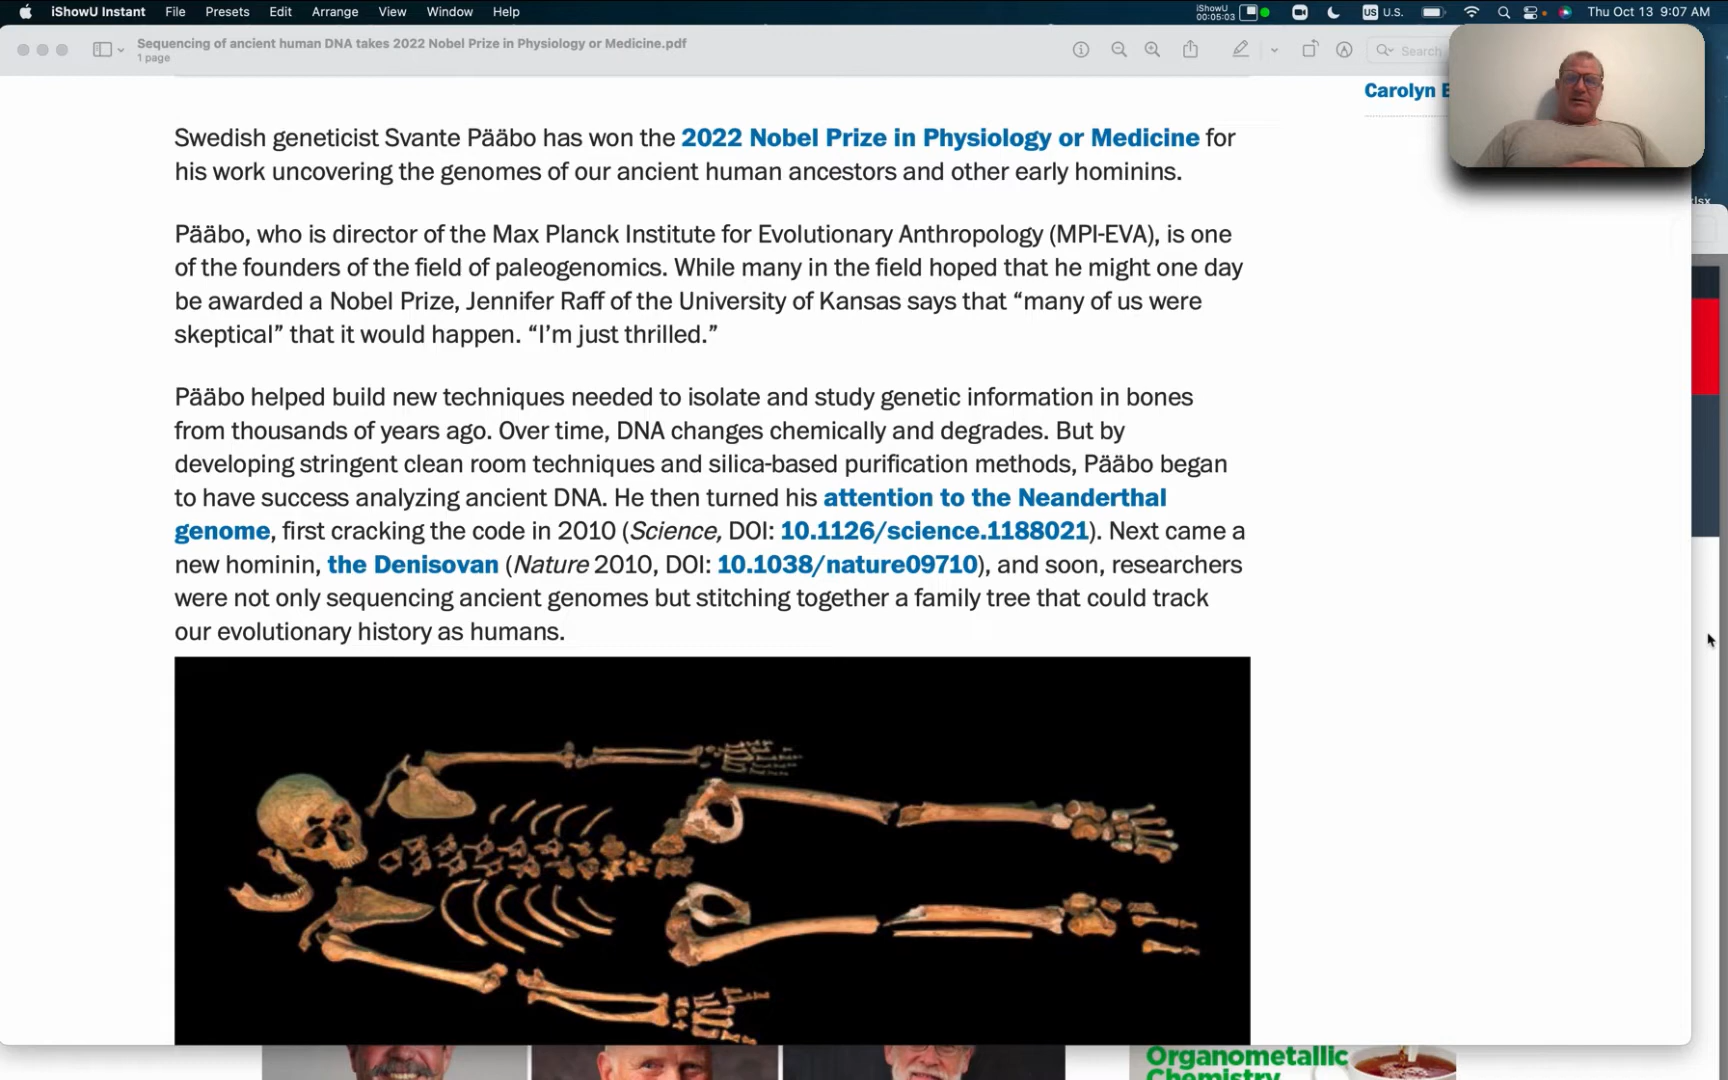 iShowU Instant File Presets Edit Arrange View Window Help iShowU 00:05:03 US U.S. Thu Oct 13 9:07 AM
Sequencing of ancient human DNA takes 2022 Nobel Prize in Physiology or Medicine.pdf
1 page
Search
Carolyn
Swedish geneticist Svante Pääbo has won the 2022 Nobel Prize in Physiology or Medicine for
his work uncovering the genomes of our ancient human ancestors and other early hominins.
Pääbo, who is director of the Max Planck Institute for Evolutionary Anthropology (MPI-EVA), is one
of the founders of the field of paleogenomics. While many in the field hoped that he might one day
be awarded a Nobel Prize, Jennifer Raff of the University of Kansas says that “many of us were
skeptical” that it would happen. “I’m just thrilled.”
Pääbo helped build new techniques needed to isolate and study genetic information in bones
from thousands of years ago. Over time, DNA changes chemically and degrades. But by
developing stringent clean room techniques and silica-based purification methods, Pääbo began
to have success analyzing ancient DNA. He then turned his attention to the Neanderthal
genome, first cracking the code in 2010 (Science, DOI: 10.1126/science.1188021). Next came a
new hominin, the Denisovan (Nature 2010, DOI: 10.1038/nature09710), and soon, researchers
were not only sequencing ancient genomes but stitching together a family tree that could track
our evolutionary history as humans.
Organometallic
Chemistry